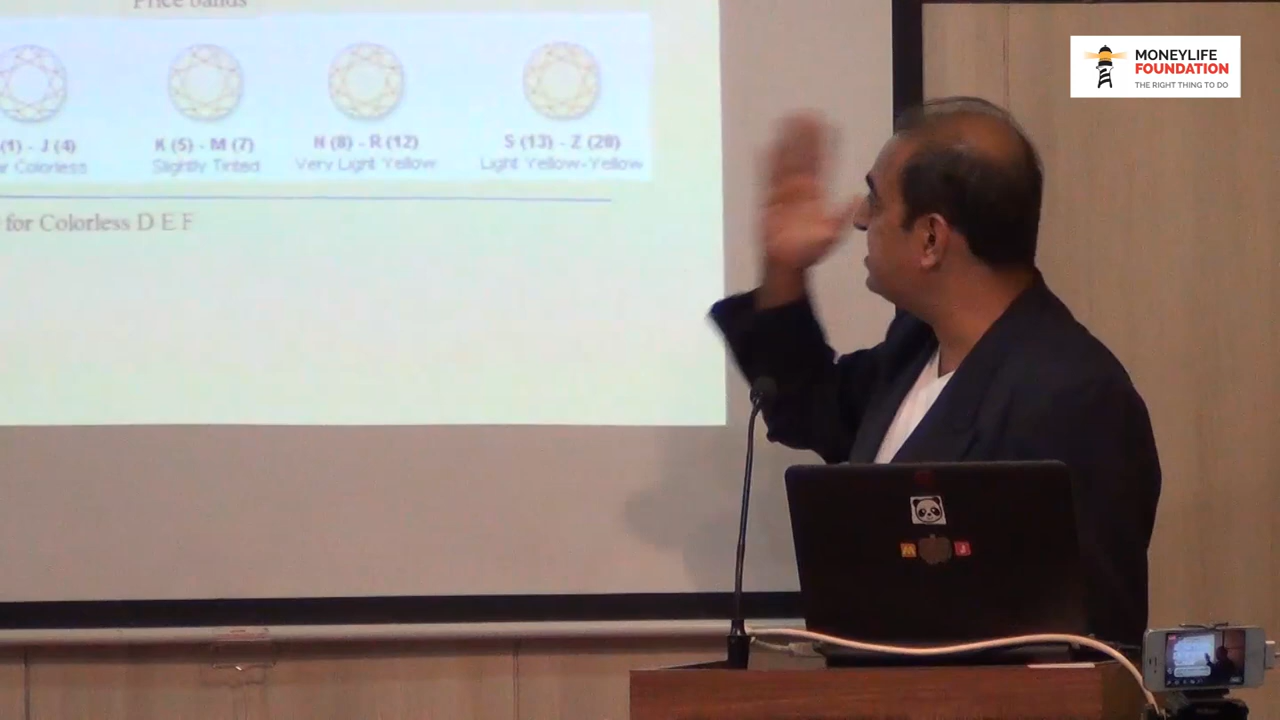 Price bands
(1) - J (4)
K (5) - M (7)
N (8) - R (12)
S (13) - Z (20)
Colorless
Slightly Tinted
Very Light Yellow
Light Yellow-Yellow
for Colorless D E F
MONEYLIFE
FOUNDATION
THE RIGHT THING TO DO